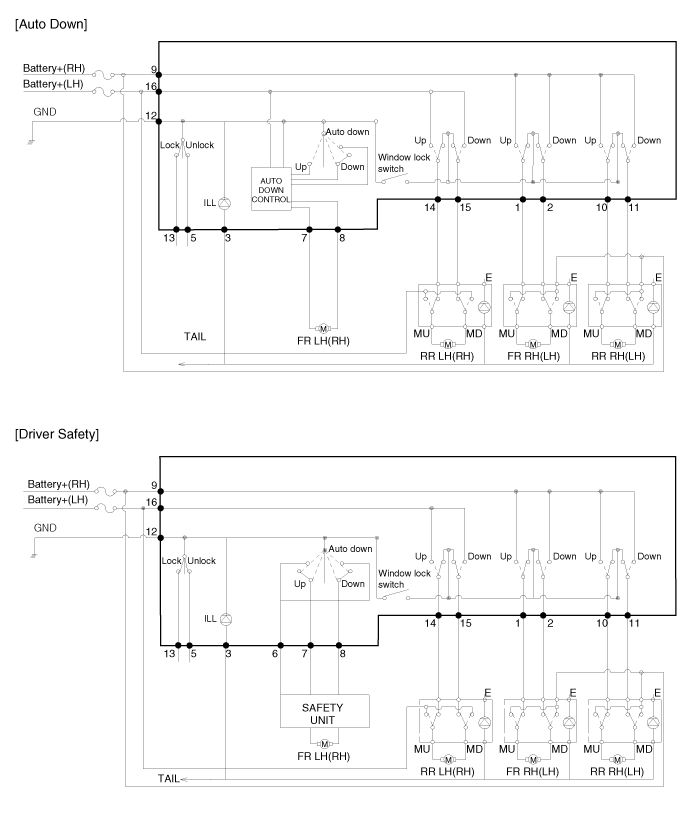 [Auto Down]
Battery+(RH)
9
Battery+(LH)
16
GND
12
Lock Unlock
Auto down
Up
Down
Up
Down
Up
Down
Up
Down
Window lock
switch
AUTO
DOWN
CONTROL
ILL
13
5
3
7
8
14
15
1
2
10
11
E
E
E
M
FR LH(RH)
TAIL
MU
MD
MU
MD
MU
MD
M
M
M
RR LH(RH)
FR RH(LH)
RR RH(LH)
[Driver Safety]
Battery+(RH)
9
Battery+(LH)
16
GND
12
Lock Unlock
Auto down
Up
Down
Up
Down
Up
Down
Up
Down
Window lock
switch
ILL
13
5
3
6
7
8
14
15
1
2
10
11
SAFETY
UNIT
E
E
E
M
FR LH(RH)
MU
MD
MU
MD
MU
MD
M
M
M
RR LH(RH)
FR RH(LH)
RR RH(LH)
TAIL